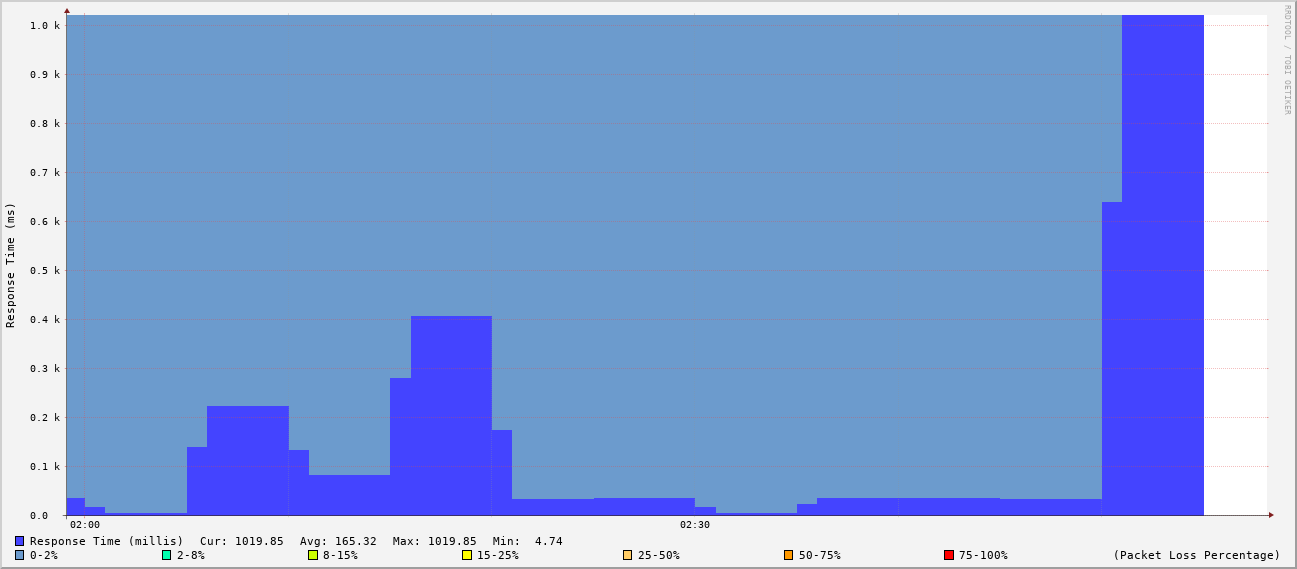 RRDTOOL / TOBI OETIKER
Response Time (ms)
1.0 k
0.9 k
0.8 k
0.7 k
0.6 k
0.5 k
0.4 k
0.3 k
0.2 k
0.1 k
0.0
02:00 02:30
Response Time (millis) Cur: 1019.85 Avg: 165.32 Max: 1019.85 Min: 4.74
0-2% 2-8% 8-15% 15-25% 25-50% 50-75% 75-100% (Packet Loss Percentage)